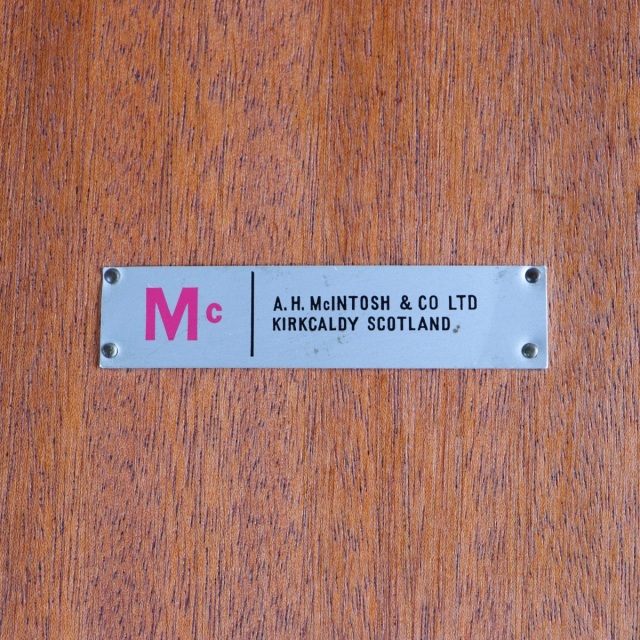 Mc
A. H. McINTOSH & CO LTD
KIRKCALDY SCOTLAND